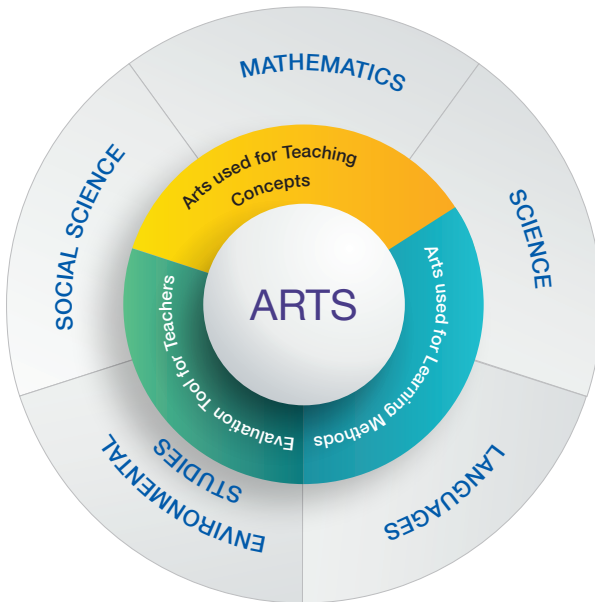 MATHEMATICS
SCIENCE
LANGUAGES
ENVIRONMENTAL
STUDIES
SOCIAL SCIENCE
Arts used for Teaching
Concepts
Arts used for Learning Methods
Evaluation Tool for Teachers
ARTS